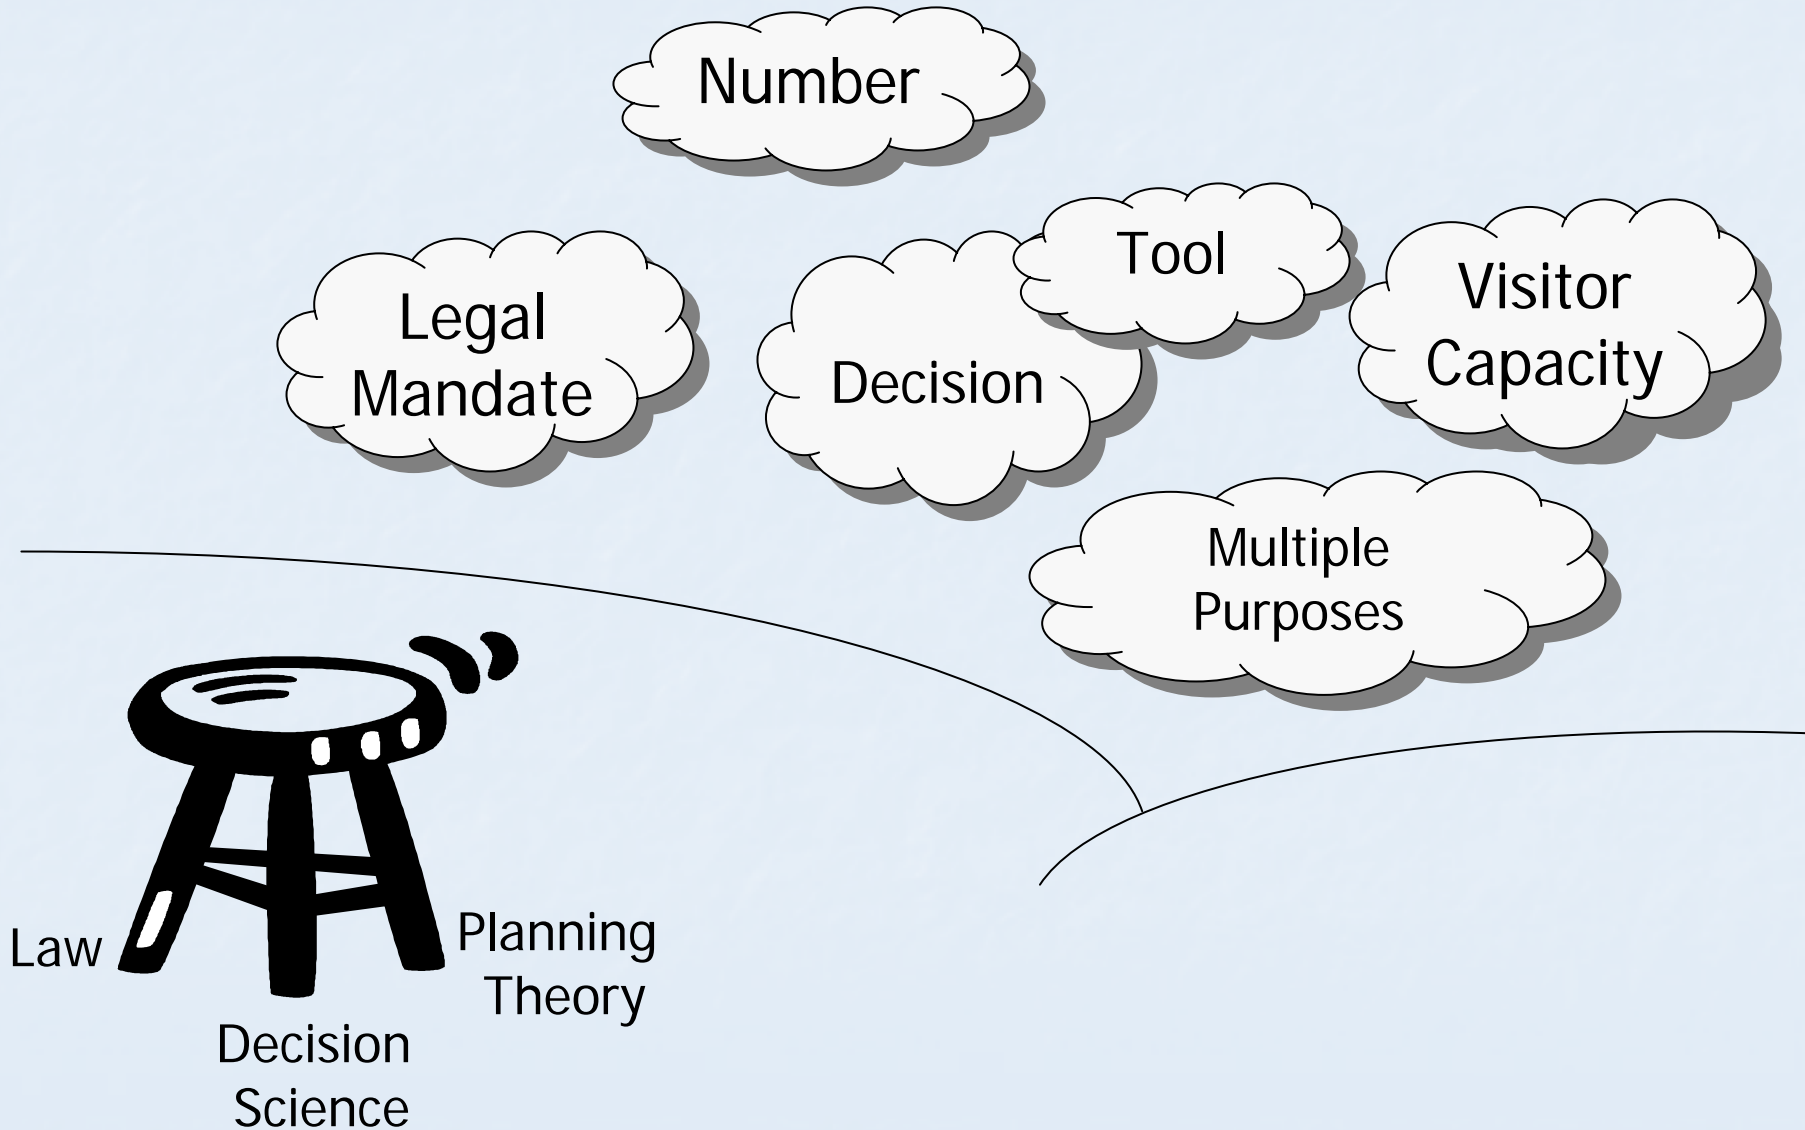 Number
Tool
Legal
Mandate
Decision
Visitor
Capacity
Multiple
Purposes
Law
Planning
Theory
Decision
Science